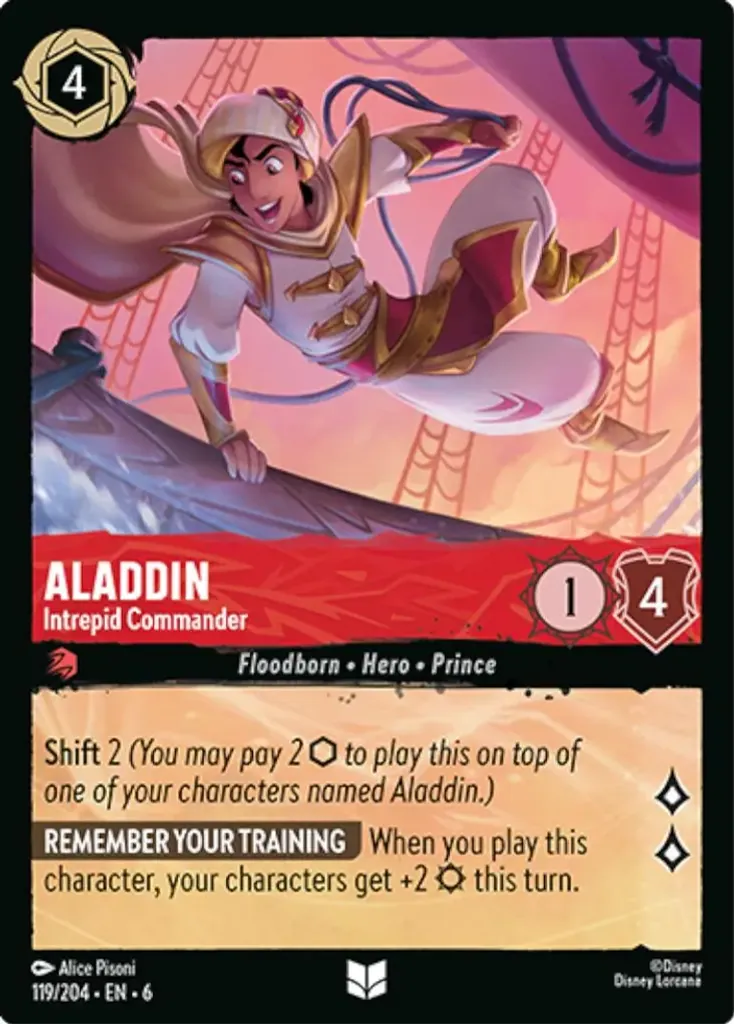 4
ALADDIN
Intrepid Commander
1
4
Floodborn • Hero • Prince
Shift 2 (You may pay 2 ⬡ to play this on top of
one of your characters named Aladdin.)
REMEMBER YOUR TRAINING When you play this
character, your characters get +2 ¤ this turn.
Alice Pisoni
119/204 • EN • 6
©Disney
Disney Lorcana